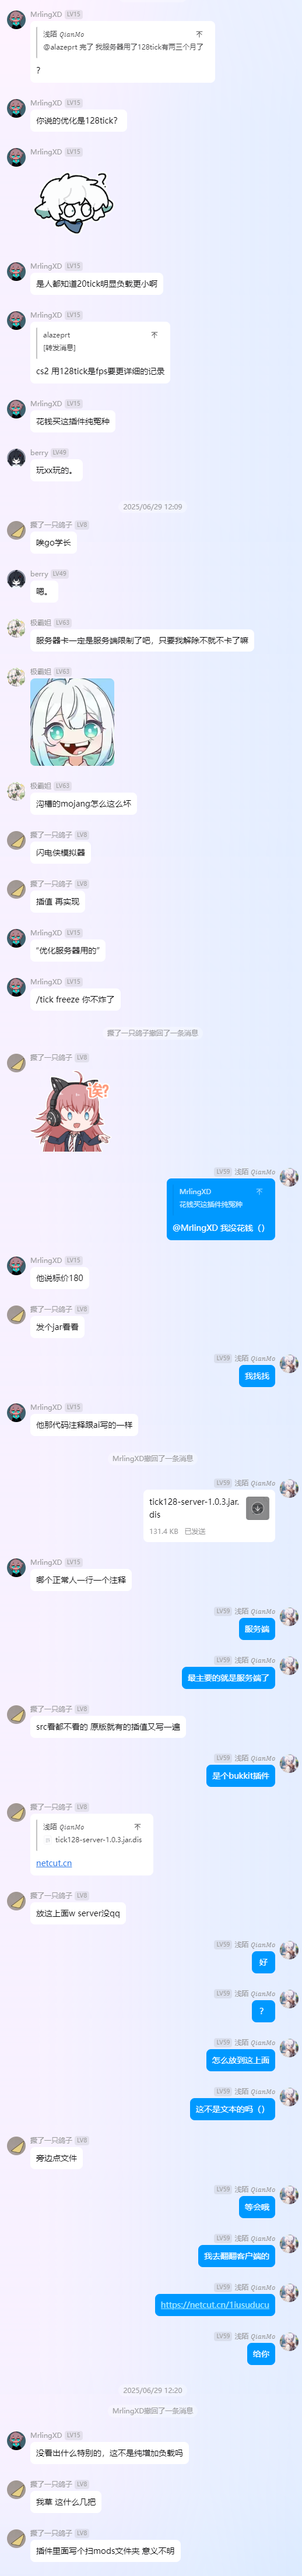 MrlingXD LV15
浅陌 QianMo
@alazeprt 完了 我服务器用了128tick有两三个月了
？
MrlingXD LV15
你说的优化是128tick?
MrlingXD LV15
MrlingXD LV15
是人都知道20tick明显负载更小啊
MrlingXD LV15
alazeprt
[转发消息]
cs2 用128tick是fps要更详细的记录
MrlingXD LV15
花钱买这插件纯冤种
berry LV49
玩xx玩的。
2025/06/29 12:09
了一只鸽子 LV8
唉go学长
berry LV49
嗯。
LV63
服务器卡一定是服务端限制了吧，只要我解除不就不卡了嘛
LV63
LV63
沟槽的mojang怎么这么坏
了一只鸽子 LV8
闪电侠模拟器
了一只鸽子 LV8
插值 再实现
MrlingXD LV15
“优化服务器用的”
MrlingXD LV15
/tick freeze 你不炸了
了一只鸽子撤回了一条消息
了一只鸽子 LV8
诶?
LV59 浅陌 QianMo
MrlingXD
花钱买这插件纯冤种
@MrlingXD 我没花钱（）
MrlingXD LV15
他说标价180
了一只鸽子 LV8
发个jar看看
LV59 浅陌 QianMo
我找找
MrlingXD LV15
他那代码注释跟ai写的一样
MrlingXD撤回了一条消息
LV59 浅陌 QianMo
tick128-server-1.0.3.jar.
dis
131.4 KB 已发送
MrlingXD LV15
哪个正常人一行一个注释
LV59 浅陌 QianMo
服务端
LV59 浅陌 QianMo
最主要的就是服务端了
了一只鸽子 LV8
src看都不看的 原版就有的插值又写一遍
LV59 浅陌 QianMo
是个bukkit插件
了一只鸽子 LV8
浅陌 QianMo
tick128-server-1.0.3.jar.dis
netcut.cn
了一只鸽子 LV8
放这上面w server没qq
LV59 浅陌 QianMo
好
LV59 浅陌 QianMo
？
LV59 浅陌 QianMo
怎么放到这上面
LV59 浅陌 QianMo
这不是文本的吗（）
了一只鸽子 LV8
旁边点文件
LV59 浅陌 QianMo
等会哦
LV59 浅陌 QianMo
我去翻翻客户端的
LV59 浅陌 QianMo
https://netcut.cn/1iusuducu
LV59 浅陌 QianMo
给你
2025/06/29 12:20
MrlingXD撤回了一条消息
MrlingXD LV15
没看出什么特别的，这不是纯增加负载吗
了一只鸽子 LV8
我草 这什么几把
了一只鸽子 LV8
插件里面写个扫mods文件夹 意义不明